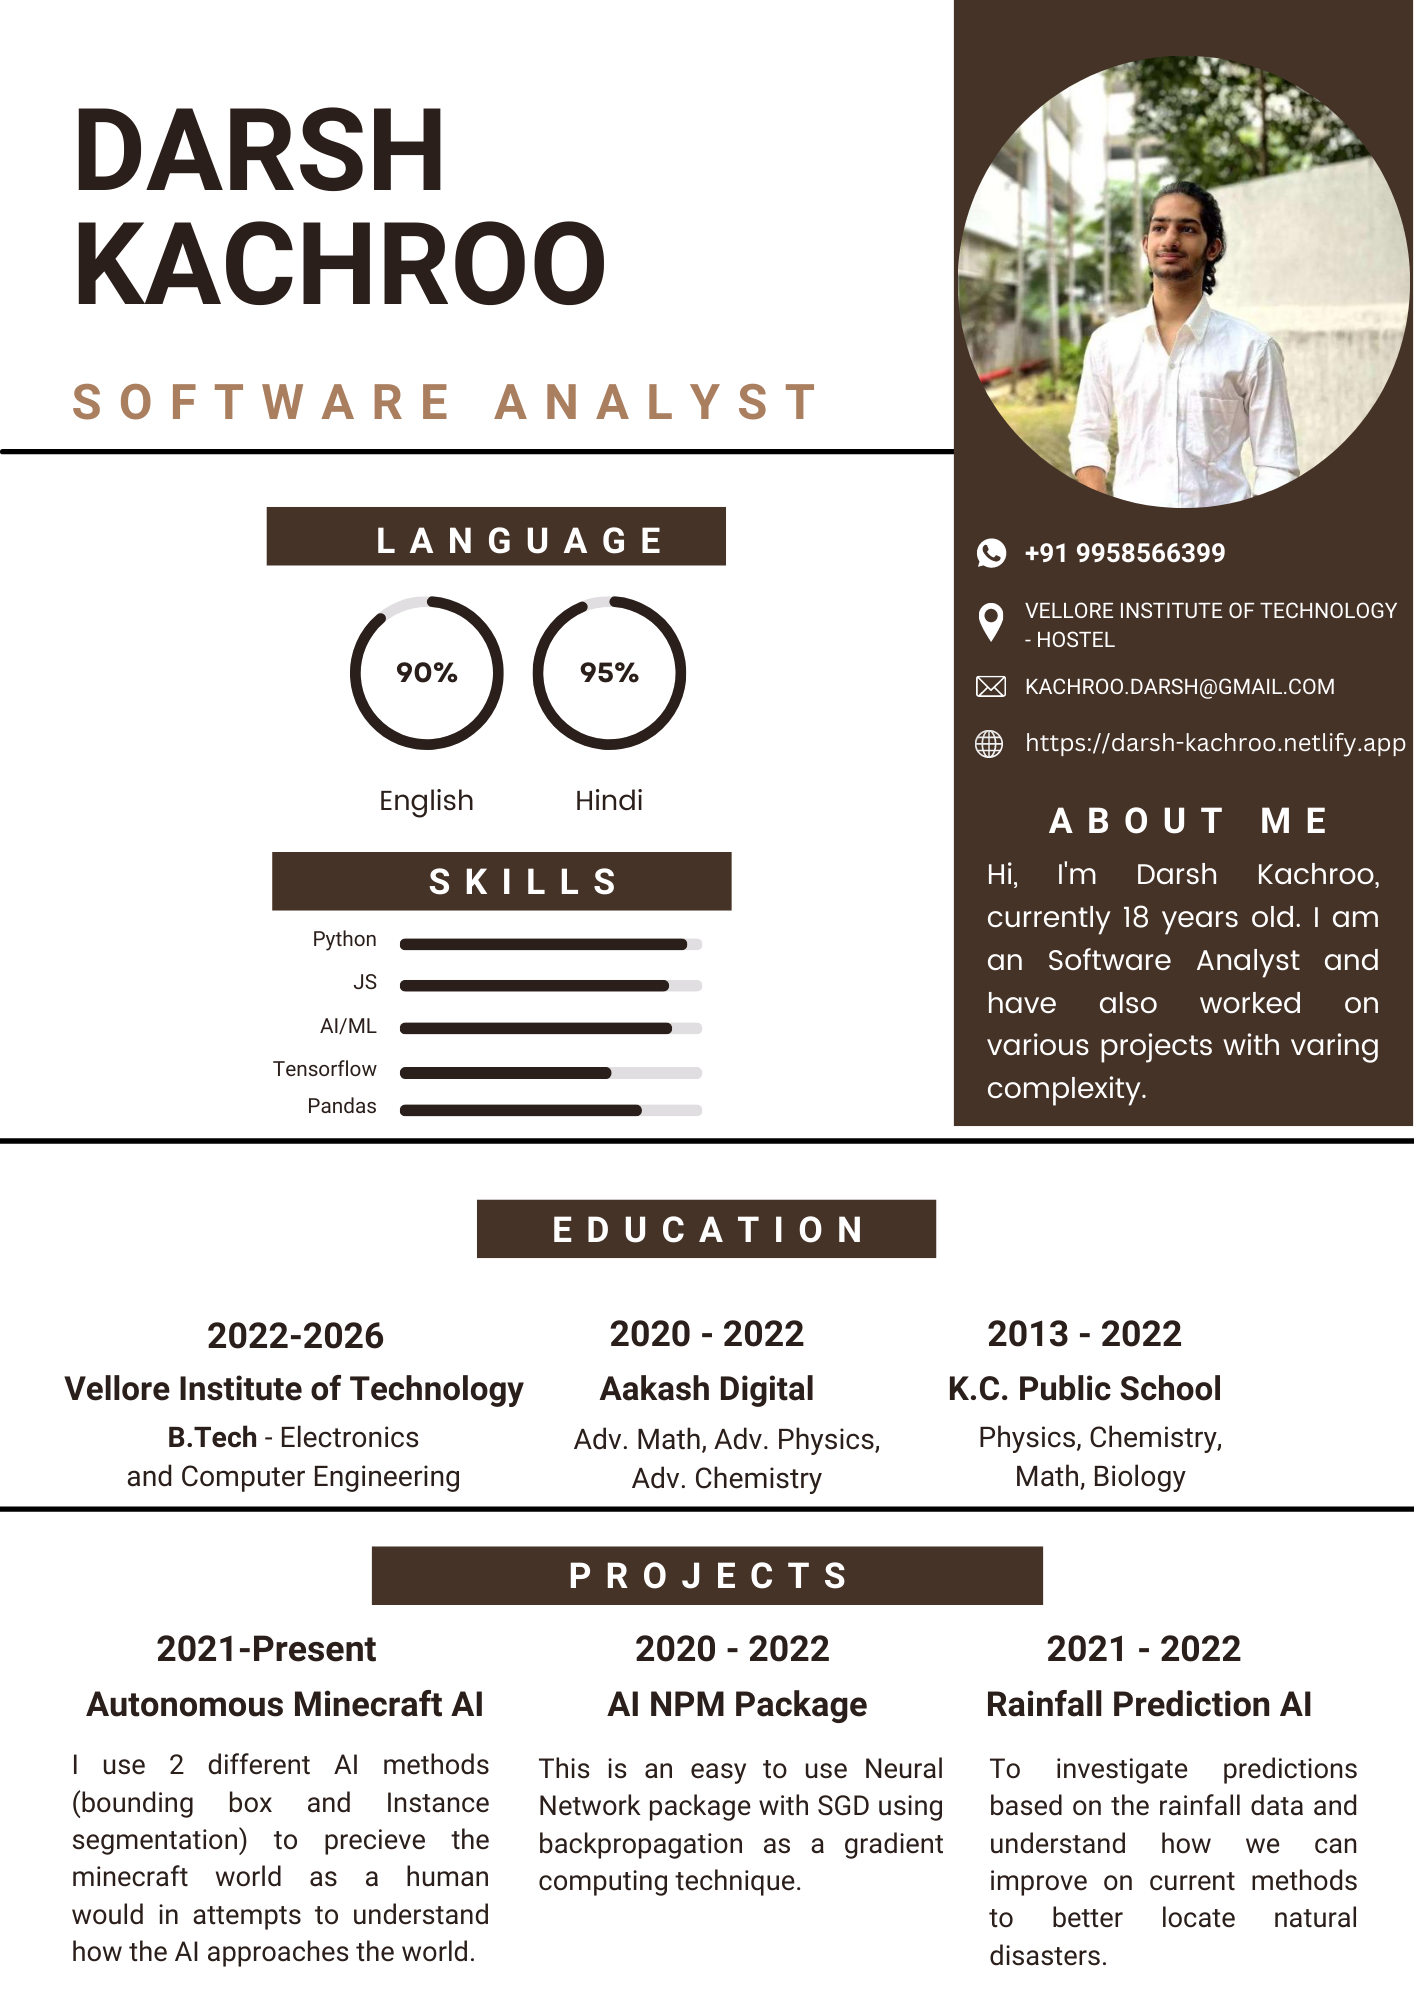 DARSH
KACHROO
SOFTWARE ANALYST
+91 9958566399
VELLORE INSTITUTE OF TECHNOLOGY
- HOSTEL
KACHROO.DARSH@GMAIL.COM
https://darsh-kachroo.netlify.app
ABOUT ME
Hi, I'm Darsh Kachroo,
currently 18 years old. I am
an Software Analyst and
have also worked on
various projects with varing
complexity.
LANGUAGE
90%
95%
English
Hindi
SKILLS
Python
JS
AI/ML
Tensorflow
Pandas
EDUCATION
2022-2026
Vellore Institute of Technology
B.Tech - Electronics
and Computer Engineering
2020 - 2022
Aakash Digital
Adv. Math, Adv. Physics,
Adv. Chemistry
2013 - 2022
K.C. Public School
Physics, Chemistry,
Math, Biology
PROJECTS
2021-Present
Autonomous Minecraft AI
I use 2 different AI methods
(bounding box and Instance
segmentation) to precieve the
minecraft world as a human
would in attempts to understand
how the AI approaches the world.
2020 - 2022
AI NPM Package
This is an easy to use Neural
Network package with SGD using
backpropagation as a gradient
computing technique.
2021 - 2022
Rainfall Prediction AI
To investigate predictions
based on the rainfall data and
understand how we can
improve on current methods
to better locate natural
disasters.